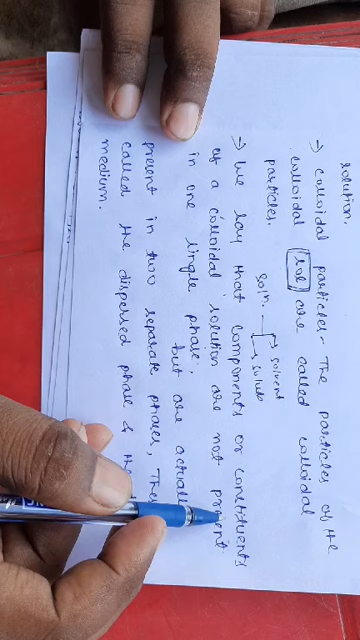 solution.
→ colloidal particles - The particles of the
colloidal sol are called colloidal
particles.
soln. solvent
solute
→ We say that components or constituents
of a colloidal solution are not present
in one single phase, but are actuall
present in two separate phases, The
called the dispersed phase & the
medium.